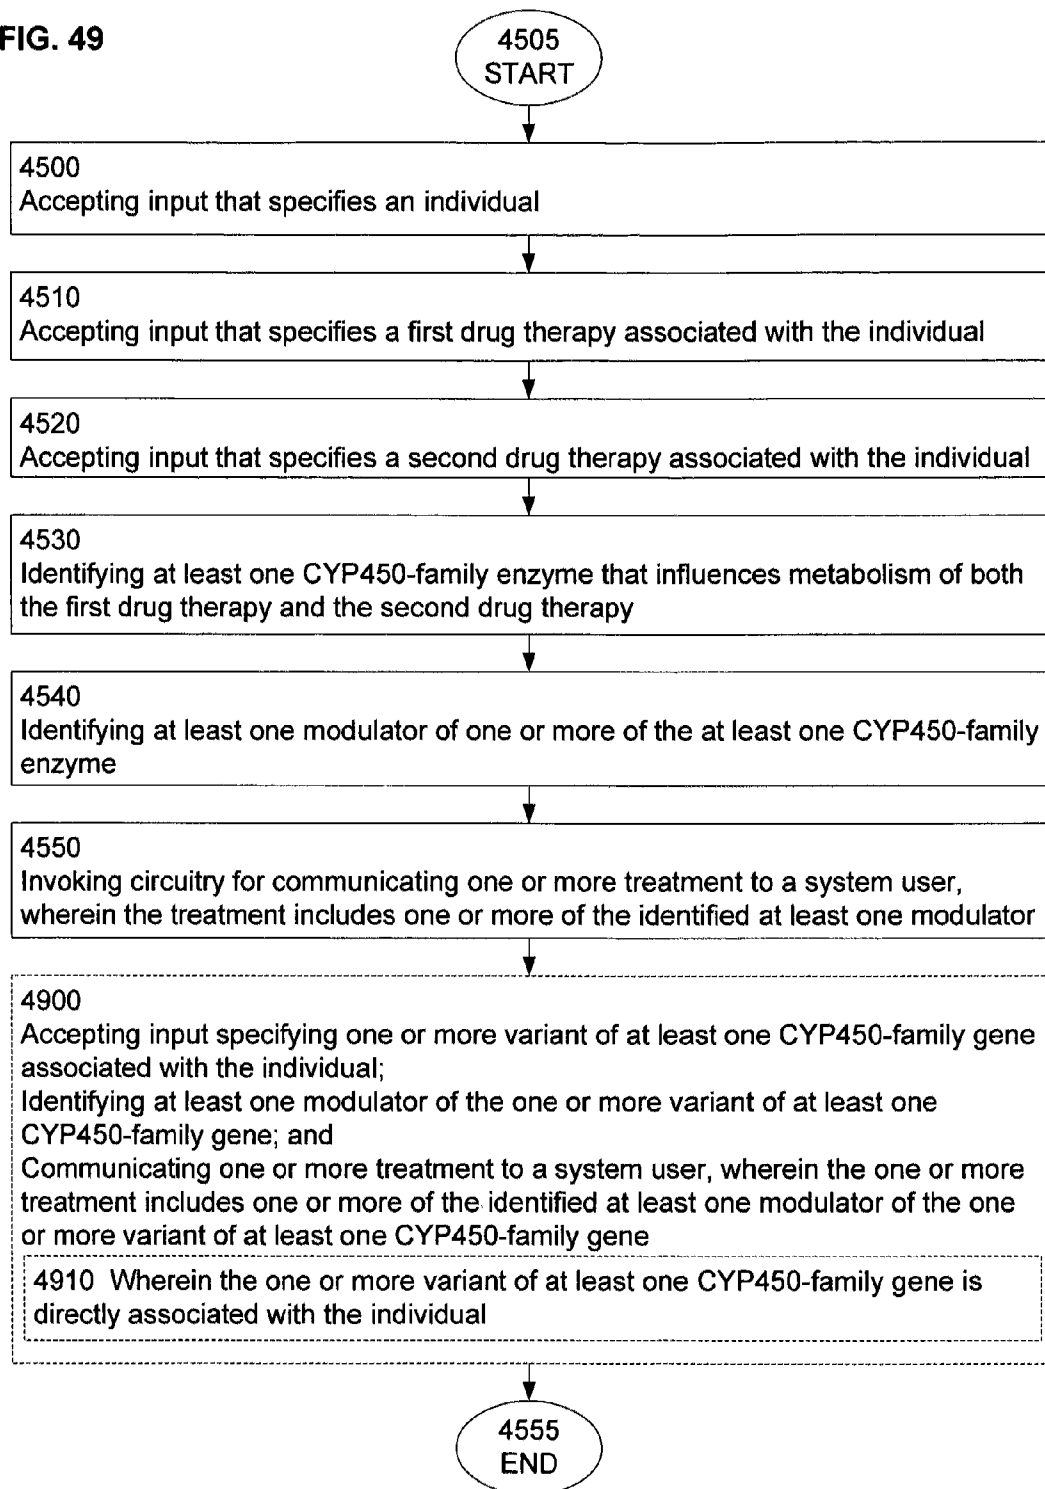 FIG. 49
4505
START
4500
Accepting input that specifies an individual
4510
Accepting input that specifies a first drug therapy associated with the individual
4520
Accepting input that specifies a second drug therapy associated with the individual
4530
Identifying at least one CYP450-family enzyme that influences metabolism of both
the first drug therapy and the second drug therapy
4540
Identifying at least one modulator of one or more of the at least one CYP450-family
enzyme
4550
Invoking circuitry for communicating one or more treatment to a system user,
wherein the treatment includes one or more of the identified at least one modulator
4900
Accepting input specifying one or more variant of at least one CYP450-family gene
associated with the individual;
Identifying at least one modulator of the one or more variant of at least one
CYP450-family gene; and
Communicating one or more treatment to a system user, wherein the one or more
treatment includes one or more of the identified at least one modulator of the one
or more variant of at least one CYP450-family gene
4910 Wherein the one or more variant of at least one CYP450-family gene is
directly associated with the individual
4555
END